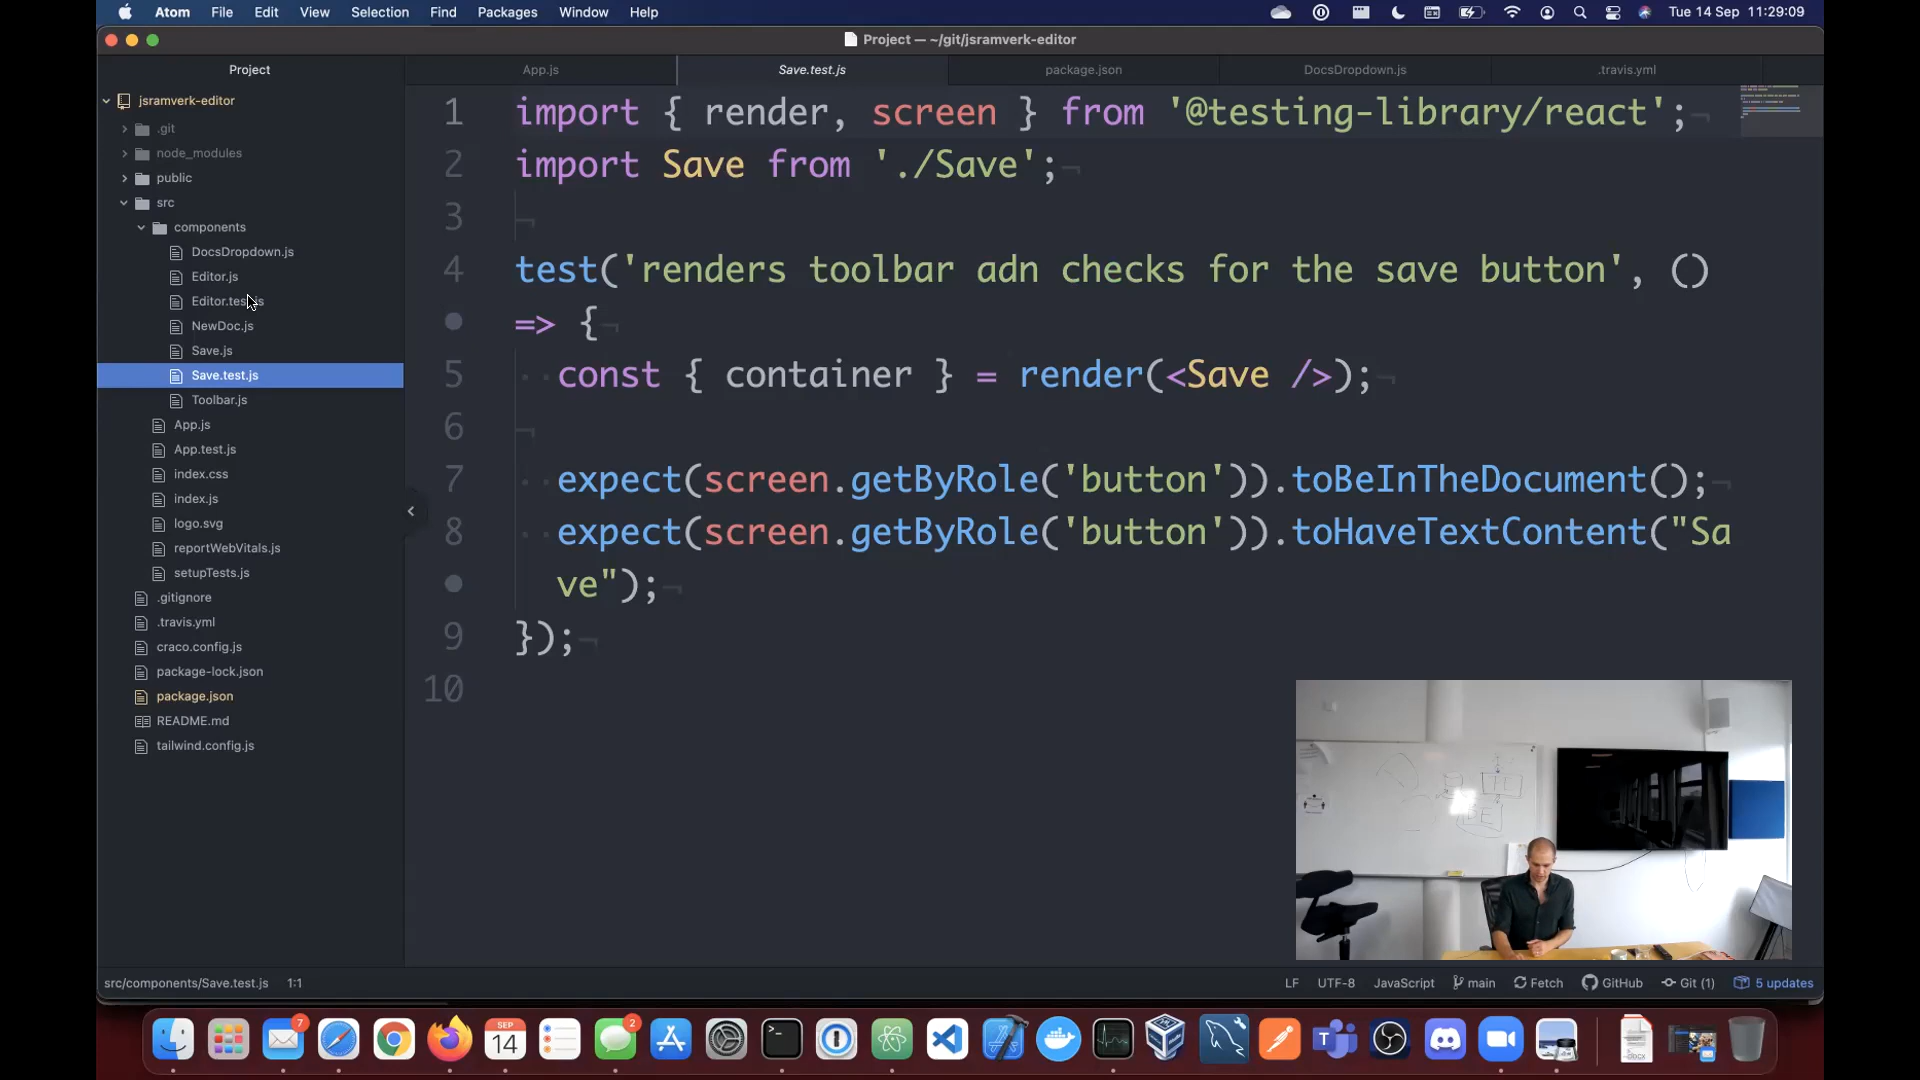 Atom File Edit View Selection Find Packages Window Help
Tue 14 Sep 11:29:09
Project — ~/git/jsramverk-editor
Project
App.js
Save.test.js
package.json
DocsDropdown.js
.travis.yml
jsramverk-editor
.git
node_modules
public
src
components
DocsDropdown.js
Editor.js
Editor.test.js
NewDoc.js
Save.js
Save.test.js
Toolbar.js
App.js
App.test.js
index.css
index.js
logo.svg
reportWebVitals.js
setupTests.js
.gitignore
.travis.yml
craco.config.js
package-lock.json
package.json
README.md
tailwind.config.js
1 import { render, screen } from '@testing-library/react';¬
2 import Save from './Save';¬
3 ¬
4 test('renders toolbar adn checks for the save button', ()
• => {¬
5 ··const { container } = render(<Save />);¬
6 ¬
7 ··expect(screen.getByRole('button')).toBeInTheDocument();¬
8 ··expect(screen.getByRole('button')).toHaveTextContent("Sa
• ve");¬
9 });¬
10
src/components/Save.test.js 1:1
LF UTF-8 JavaScript main Fetch GitHub Git (1) 5 updates
7
SEP
14
2